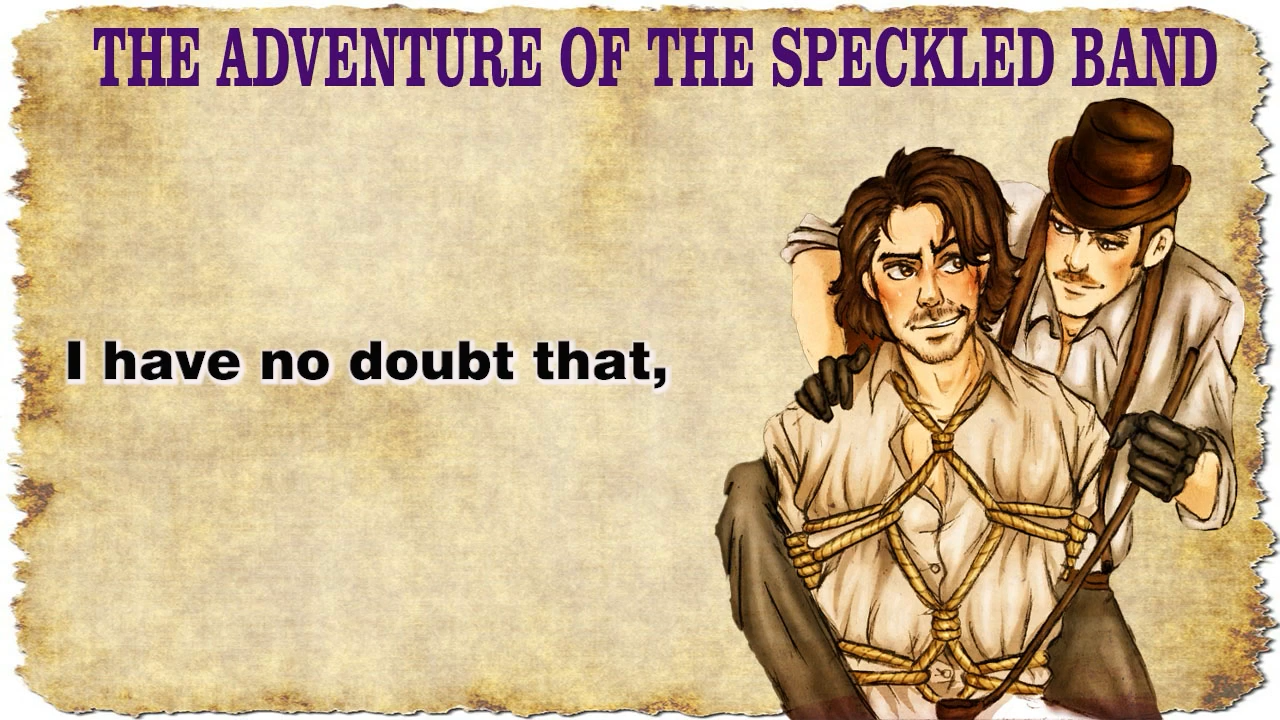 THE ADVENTURE OF THE SPECKLED BAND
I have no doubt that,